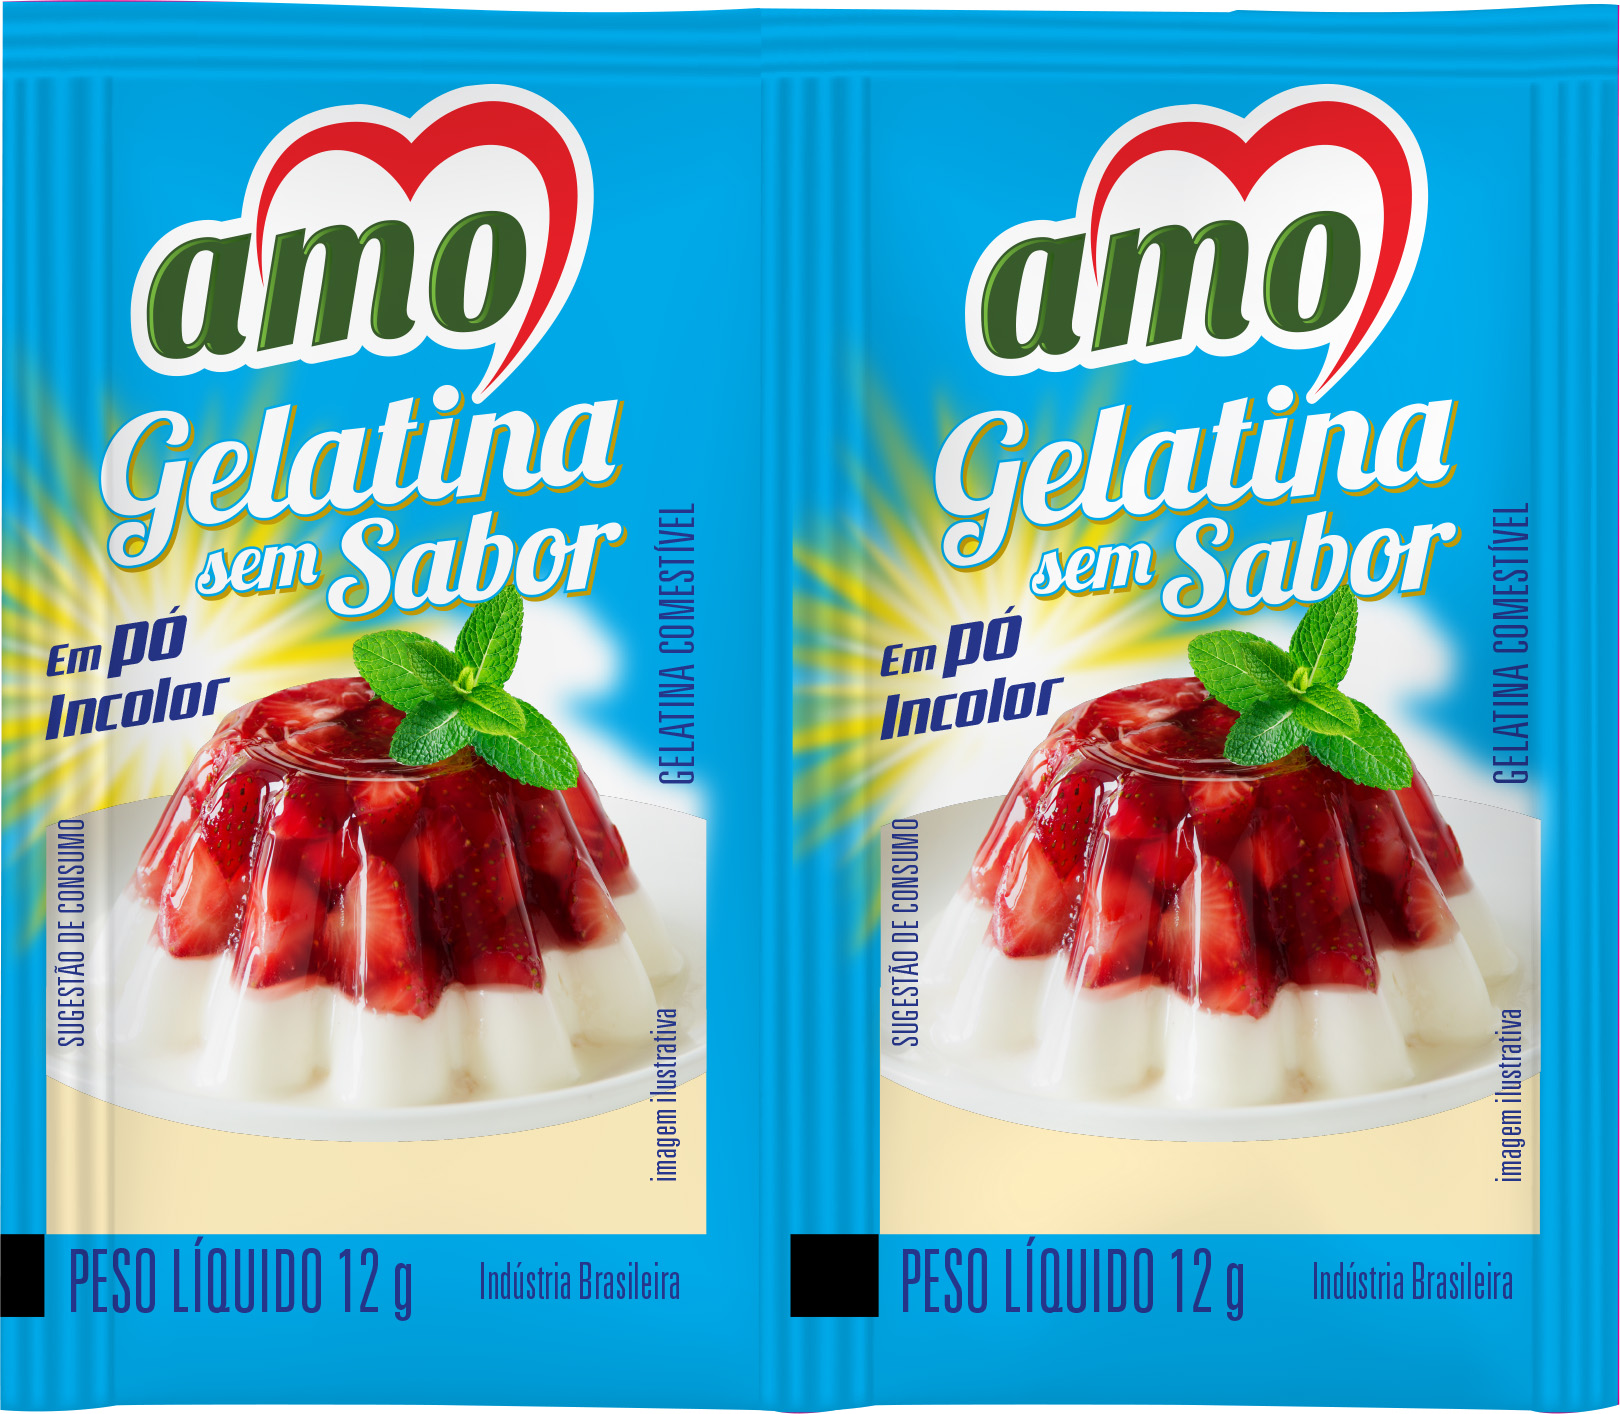 amo
Gelatina
sem Sabor
Em pó
Incolor
GELATINA COMESTÍVEL
SUGESTÃO DE CONSUMO
imagem ilustrativa
PESO LÍQUIDO 12 g
Indústria Brasileira
amo
Gelatina
sem Sabor
Em pó
Incolor
GELATINA COMESTÍVEL
SUGESTÃO DE CONSUMO
imagem ilustrativa
PESO LÍQUIDO 12 g
Indústria Brasileira